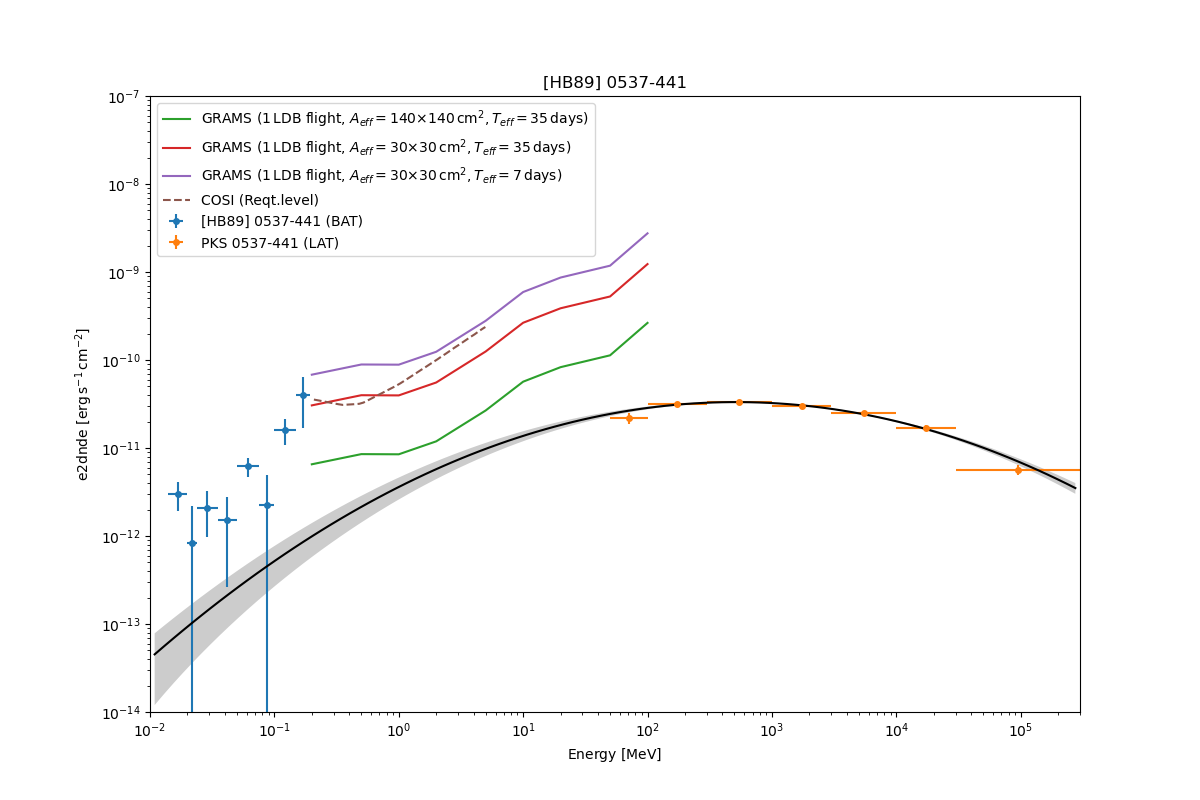 [HB89] 0537-441
GRAMS (1 LDB flight, A_eff = 140×140 cm², T_eff = 35 days)
GRAMS (1 LDB flight, A_eff = 30×30 cm², T_eff = 35 days)
GRAMS (1 LDB flight, A_eff = 30×30 cm², T_eff = 7 days)
COSI (Reqt.level)
[HB89] 0537-441 (BAT)
PKS 0537-441 (LAT)
e2dnde [erg s⁻¹ cm⁻²]
10⁻⁷
10⁻⁸
10⁻⁹
10⁻¹⁰
10⁻¹¹
10⁻¹²
10⁻¹³
10⁻¹⁴
10⁻² 10⁻¹ 10⁰ 10¹ 10² 10³ 10⁴ 10⁵
Energy [MeV]